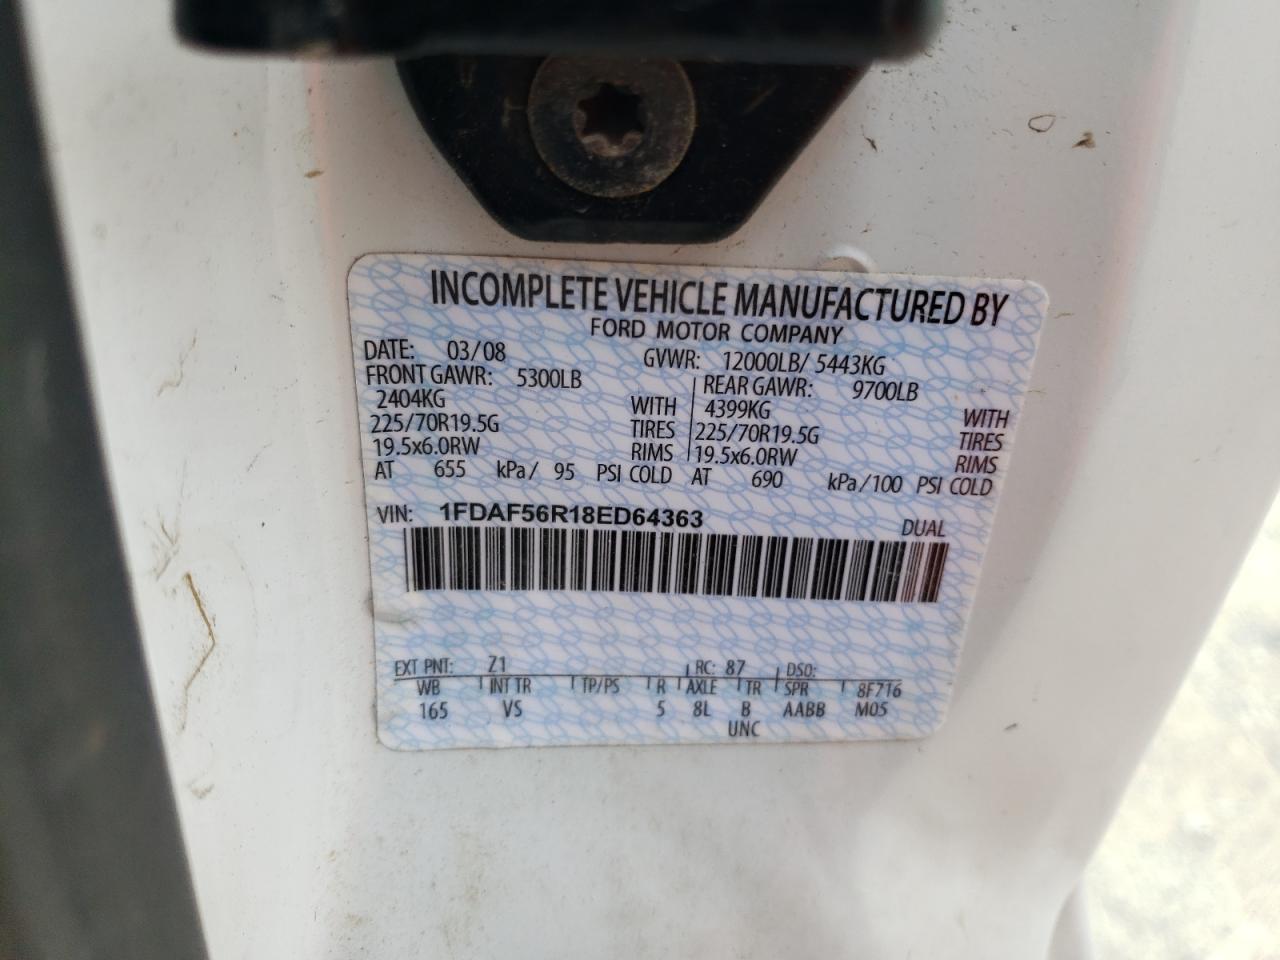 INCOMPLETE VEHICLE MANUFACTURED BY
FORD MOTOR COMPANY
DATE: 03/08 GVWR: 12000LB/ 5443KG
FRONT GAWR: 5300LB REAR GAWR: 9700LB
2404KG WITH 4399KG WITH
225/70R19.5G TIRES 225/70R19.5G TIRES
19.5x6.0RW RIMS 19.5x6.0RW RIMS
AT 655 kPa/ 95 PSI COLD AT 690 kPa/100 PSI COLD
VIN: 1FDAF56R18ED64363 DUAL
EXT PNT: Z1 RC: 87 DSO:
WB INT TR TP/PS R AXLE TR SPR 8F716
165 VS 5 8L B AABB M05
UNC